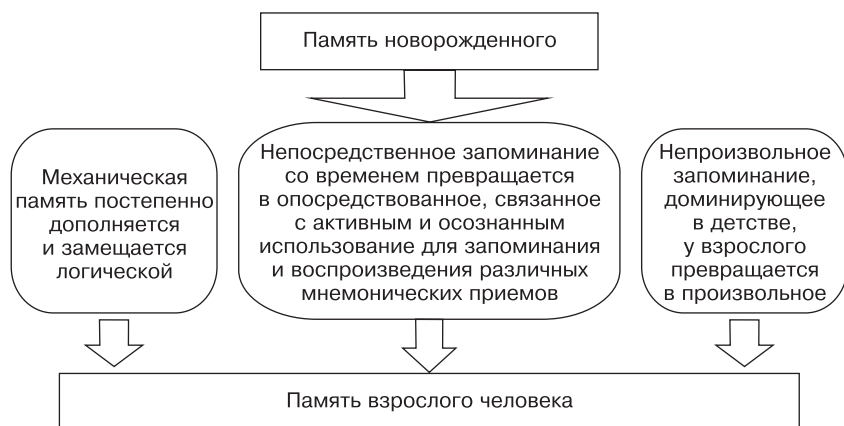 Память новорожденного
Механическая
память постепенно
дополняется
и замещается
логической
Непосредственное запоминание
со временем превращается
в опосредствованное, связанное
с активным и осознанным
использование для запоминания
и воспроизведения различных
мнемонических приемов
Непроизвольное
запоминание,
доминирующее
в детстве,
у взрослого
превращается
в произвольное
Память взрослого человека